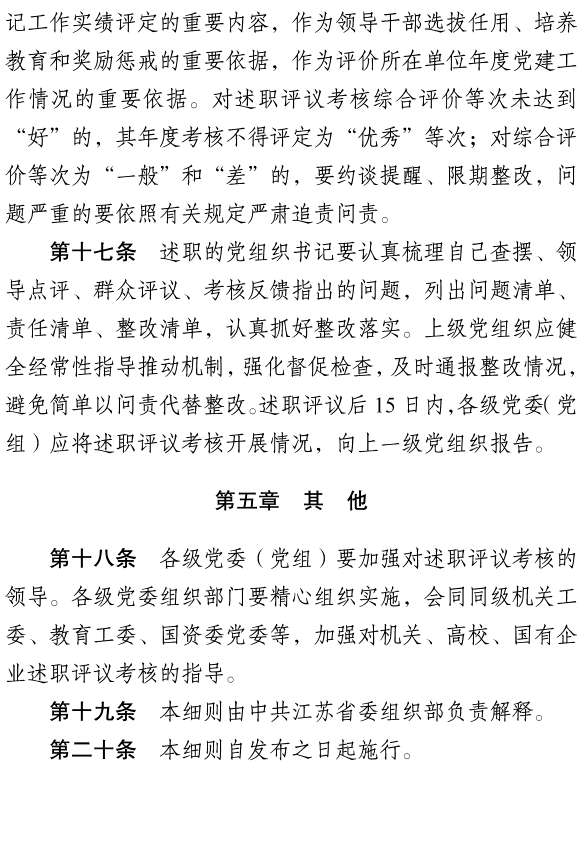 记工作实绩评定的重要内容，作为领导干部选拔任用、培养
教育和奖励惩戒的重要依据，作为评价所在单位年度党建工
作情况的重要依据。对述职评议考核综合评价等次未达到
“好”的，其年度考核不得评定为“优秀”等次；对综合评
价等次为“一般”和“差”的，要约谈提醒、限期整改，问
题严重的要依照有关规定严肃追责问责。
第十七条　述职的党组织书记要认真梳理自己查摆、领
导点评、群众评议、考核反馈指出的问题，列出问题清单、
责任清单、整改清单，认真抓好整改落实。上级党组织应健
全经常性指导推动机制，强化督促检查，及时通报整改情况，
避免简单以问责代替整改。述职评议后 15 日内，各级党委（党
组）应将述职评议考核开展情况，向上一级党组织报告。
第五章　其　他
第十八条　各级党委（党组）要加强对述职评议考核的
领导。各级党委组织部门要精心组织实施，会同同级机关工
委、教育工委、国资委党委等，加强对机关、高校、国有企
业述职评议考核的指导。
第十九条　本细则由中共江苏省委组织部负责解释。
第二十条　本细则自发布之日起施行。